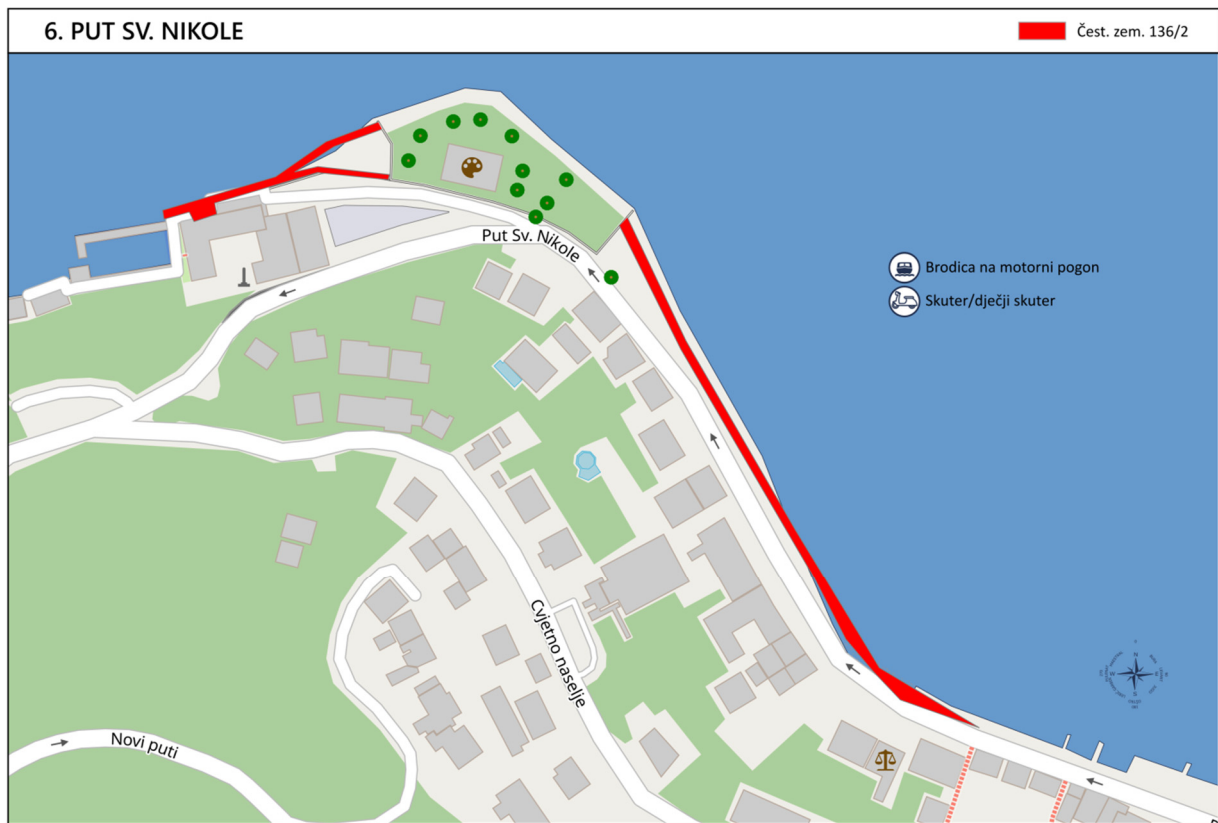 6. PUT SV. NIKOLE
Čest. zem. 136/2
Put Sv. Nikole
Brodica na motorni pogon
Skuter/dječji skuter
Cvjetno naselje
Novi puti
N
W
E
S